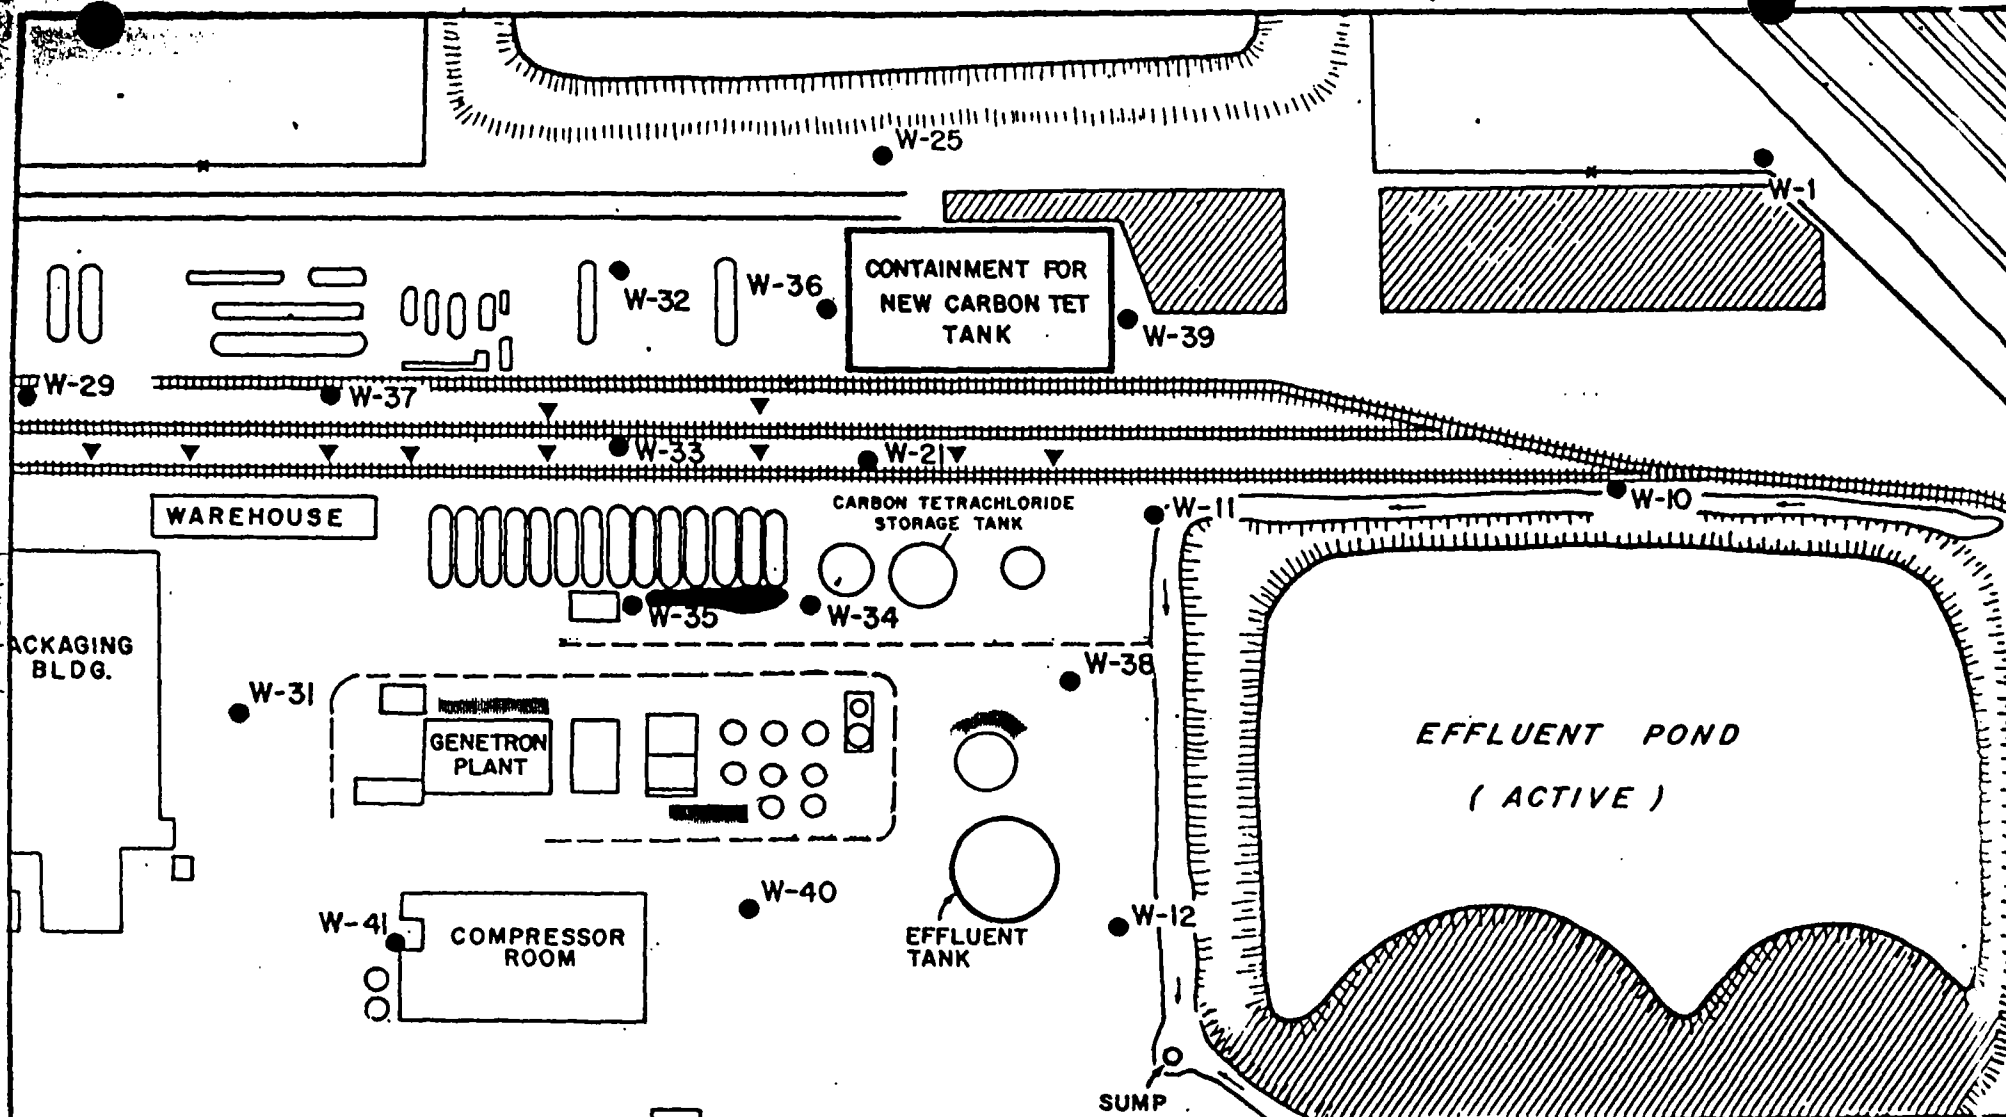 W-25
W-1
CONTAINMENT FOR
NEW CARBON TET
TANK
W-36
W-32
W-39
W-29
W-37
W-33
W-21
CARBON TETRACHLORIDE
STORAGE TANK
W-11
W-10
WAREHOUSE
W-35
W-34
ACKAGING
BLDG.
W-38
W-31
GENETRON
PLANT
EFFLUENT POND
( ACTIVE )
W-40
W-41
COMPRESSOR
ROOM
EFFLUENT
TANK
W-12
SUMP